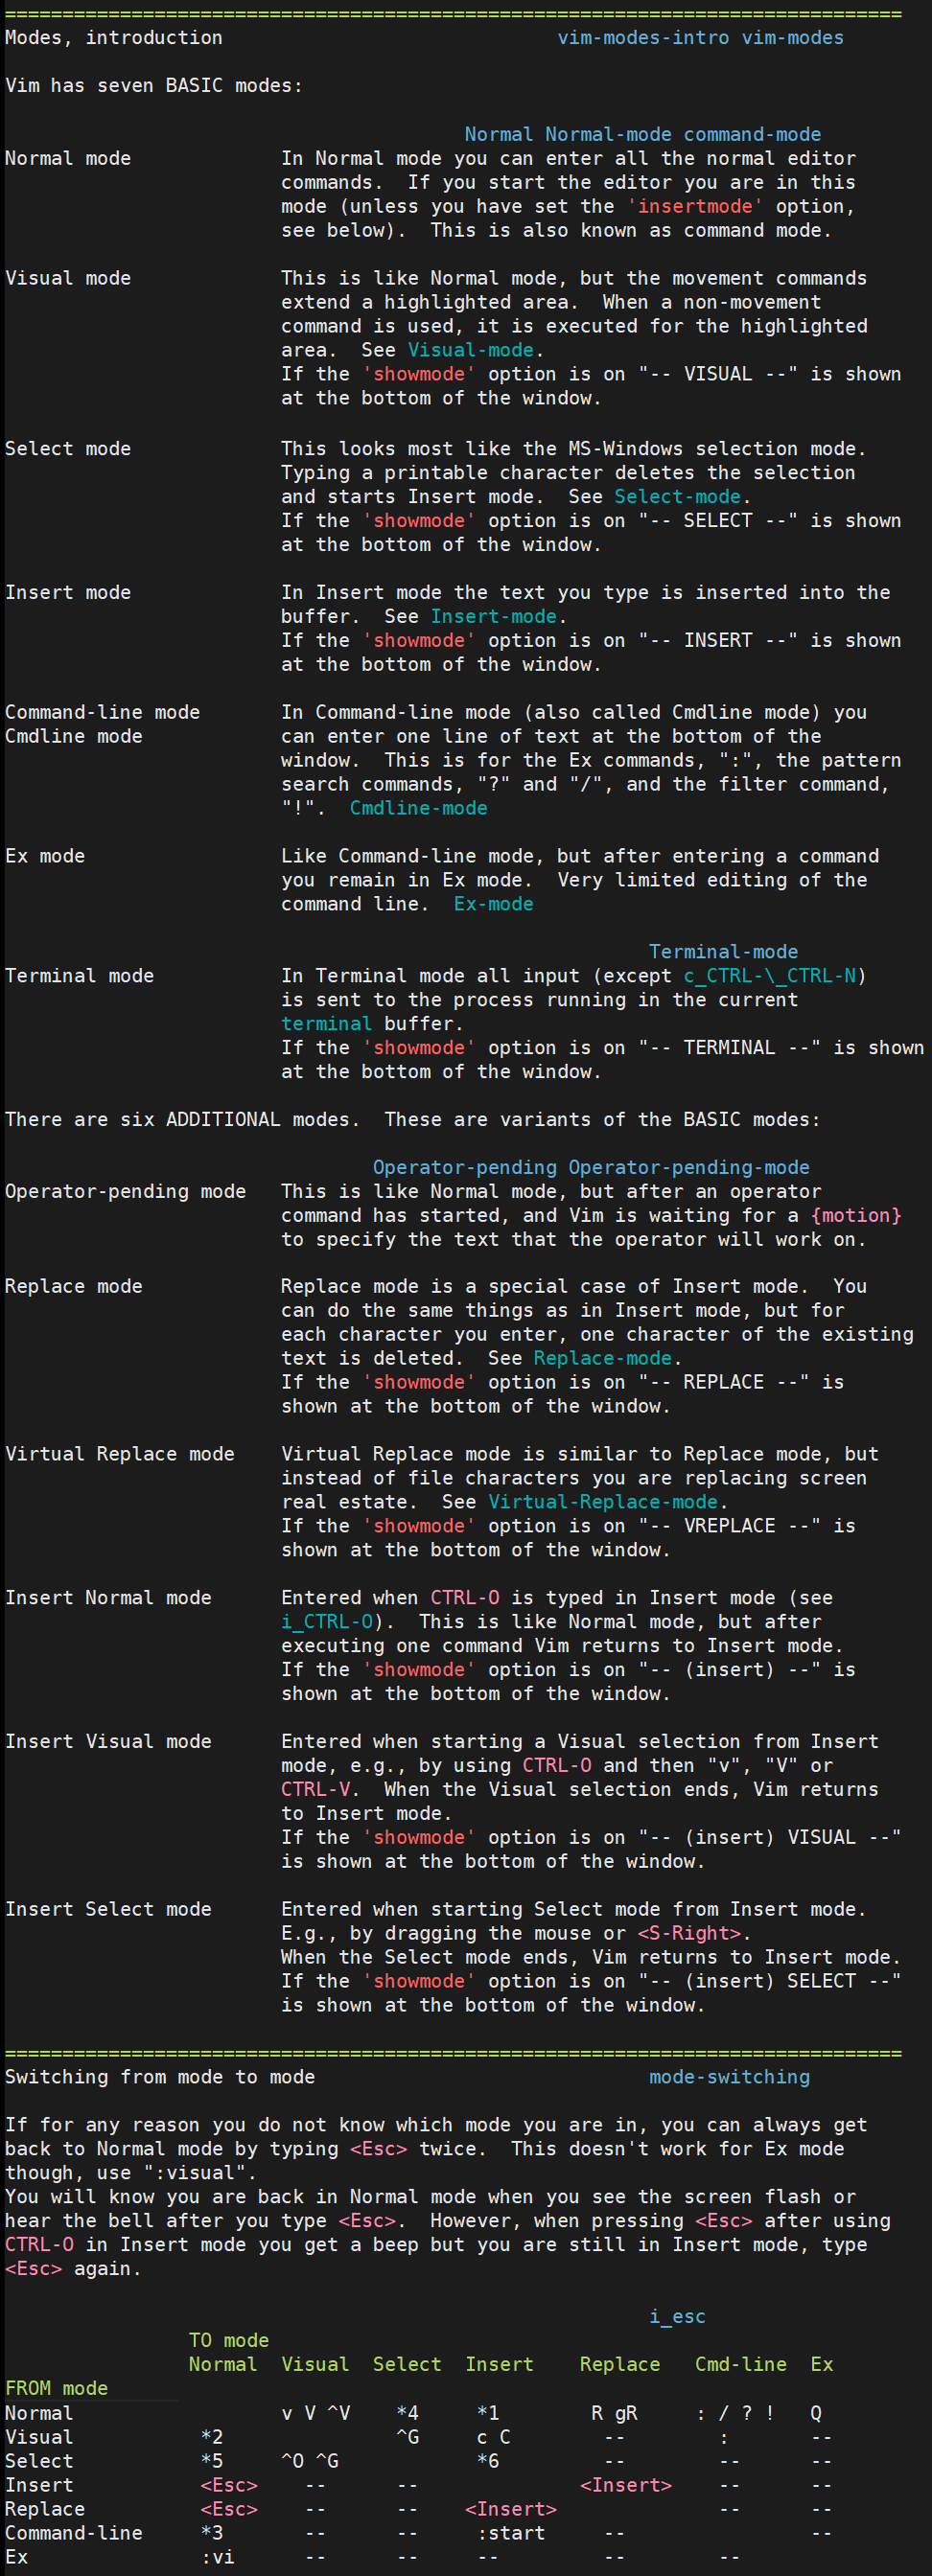 ==============================================================================
Modes, introduction                             vim-modes-intro vim-modes

Vim has seven BASIC modes:

                                        Normal Normal-mode command-mode
Normal mode             In Normal mode you can enter all the normal editor
                        commands.  If you start the editor you are in this
                        mode (unless you have set the 'insertmode' option,
                        see below).  This is also known as command mode.

Visual mode             This is like Normal mode, but the movement commands
                        extend a highlighted area.  When a non-movement
                        command is used, it is executed for the highlighted
                        area.  See Visual-mode.
                        If the 'showmode' option is on "-- VISUAL --" is shown
                        at the bottom of the window.

Select mode             This looks most like the MS-Windows selection mode.
                        Typing a printable character deletes the selection
                        and starts Insert mode.  See Select-mode.
                        If the 'showmode' option is on "-- SELECT --" is shown
                        at the bottom of the window.

Insert mode             In Insert mode the text you type is inserted into the
                        buffer.  See Insert-mode.
                        If the 'showmode' option is on "-- INSERT --" is shown
                        at the bottom of the window.

Command-line mode       In Command-line mode (also called Cmdline mode) you
Cmdline mode            can enter one line of text at the bottom of the
                        window.  This is for the Ex commands, ":", the pattern
                        search commands, "?" and "/", and the filter command,
                        "!".  Cmdline-mode

Ex mode                 Like Command-line mode, but after entering a command
                        you remain in Ex mode.  Very limited editing of the
                        command line.  Ex-mode

                                                        Terminal-mode
Terminal mode           In Terminal mode all input (except c_CTRL-\_CTRL-N)
                        is sent to the process running in the current
                        terminal buffer.
                        If the 'showmode' option is on "-- TERMINAL --" is shown
                        at the bottom of the window.

There are six ADDITIONAL modes.  These are variants of the BASIC modes:

                                Operator-pending Operator-pending-mode
Operator-pending mode   This is like Normal mode, but after an operator
                        command has started, and Vim is waiting for a {motion}
                        to specify the text that the operator will work on.

Replace mode            Replace mode is a special case of Insert mode.  You
                        can do the same things as in Insert mode, but for
                        each character you enter, one character of the existing
                        text is deleted.  See Replace-mode.
                        If the 'showmode' option is on "-- REPLACE --" is
                        shown at the bottom of the window.

Virtual Replace mode    Virtual Replace mode is similar to Replace mode, but
                        instead of file characters you are replacing screen
                        real estate.  See Virtual-Replace-mode.
                        If the 'showmode' option is on "-- VREPLACE --" is
                        shown at the bottom of the window.

Insert Normal mode      Entered when CTRL-O is typed in Insert mode (see
                        i_CTRL-O).  This is like Normal mode, but after
                        executing one command Vim returns to Insert mode.
                        If the 'showmode' option is on "-- (insert) --" is
                        shown at the bottom of the window.

Insert Visual mode      Entered when starting a Visual selection from Insert
                        mode, e.g., by using CTRL-O and then "v", "V" or
                        CTRL-V.  When the Visual selection ends, Vim returns
                        to Insert mode.
                        If the 'showmode' option is on "-- (insert) VISUAL --"
                        is shown at the bottom of the window.

Insert Select mode      Entered when starting Select mode from Insert mode.
                        E.g., by dragging the mouse or <S-Right>.
                        When the Select mode ends, Vim returns to Insert mode.
                        If the 'showmode' option is on "-- (insert) SELECT --"
                        is shown at the bottom of the window.

==============================================================================
Switching from mode to mode                             mode-switching

If for any reason you do not know which mode you are in, you can always get
back to Normal mode by typing <Esc> twice.  This doesn't work for Ex mode
though, use ":visual".
You will know you are back in Normal mode when you see the screen flash or
hear the bell after you type <Esc>.  However, when pressing <Esc> after using
CTRL-O in Insert mode you get a beep but you are still in Insert mode, type
<Esc> again.

                                                        i_esc
                TO mode
                Normal  Visual  Select  Insert    Replace   Cmd-line  Ex
FROM mode
Normal                  v V ^V    *4     *1         R gR     : / ? !   Q
Visual           *2               ^G     c C        --        :       --
Select           *5     ^O ^G            *6         --        --      --
Insert           <Esc>    --      --              <Insert>    --      --
Replace          <Esc>    --      --    <Insert>              --      --
Command-line     *3       --      --     :start     --                --
Ex               :vi      --      --     --         --        --